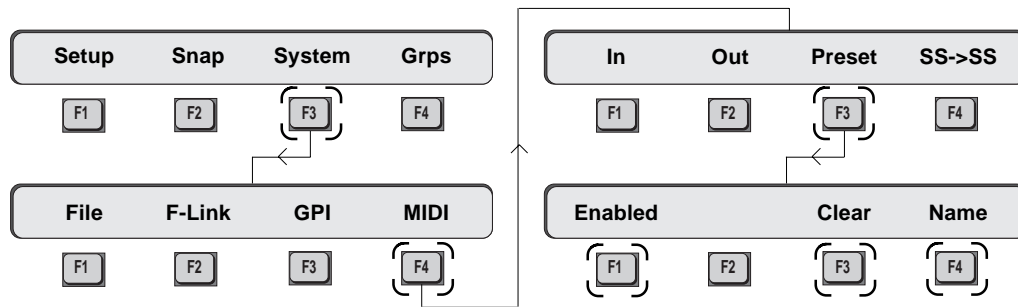 Setup Snap System Grps
F1 F2 F3 F4
File F-Link GPI MIDI
F1 F2 F3 F4
In Out Preset SS->SS
F1 F2 F3 F4
Enabled Clear Name
F1 F2 F3 F4